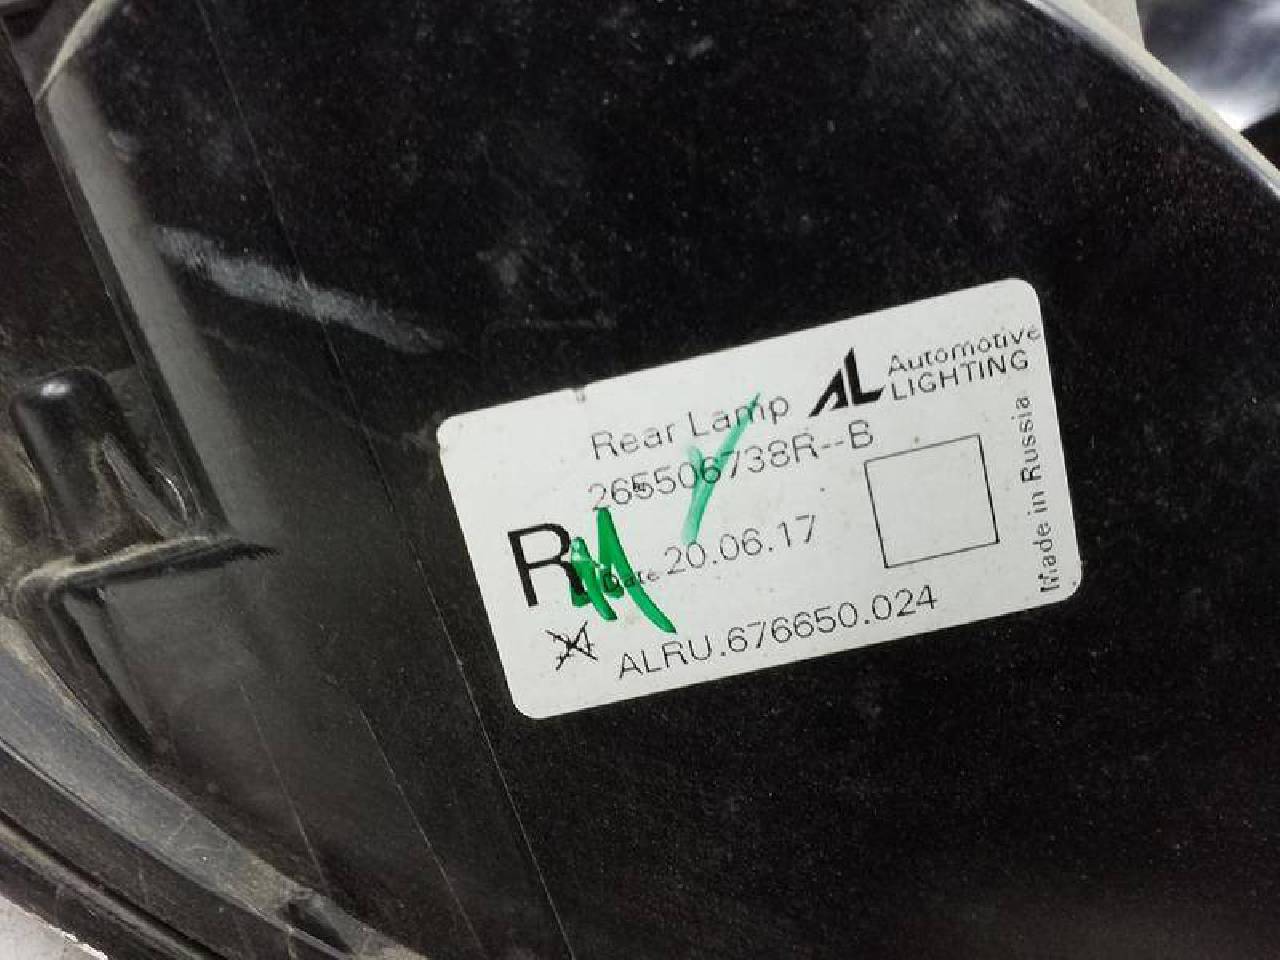 AL Automotive
LIGHTING
Rear Lamp
265506738R--B
R
Date 20.06.17
ALRU.676650.024
Made in Russia